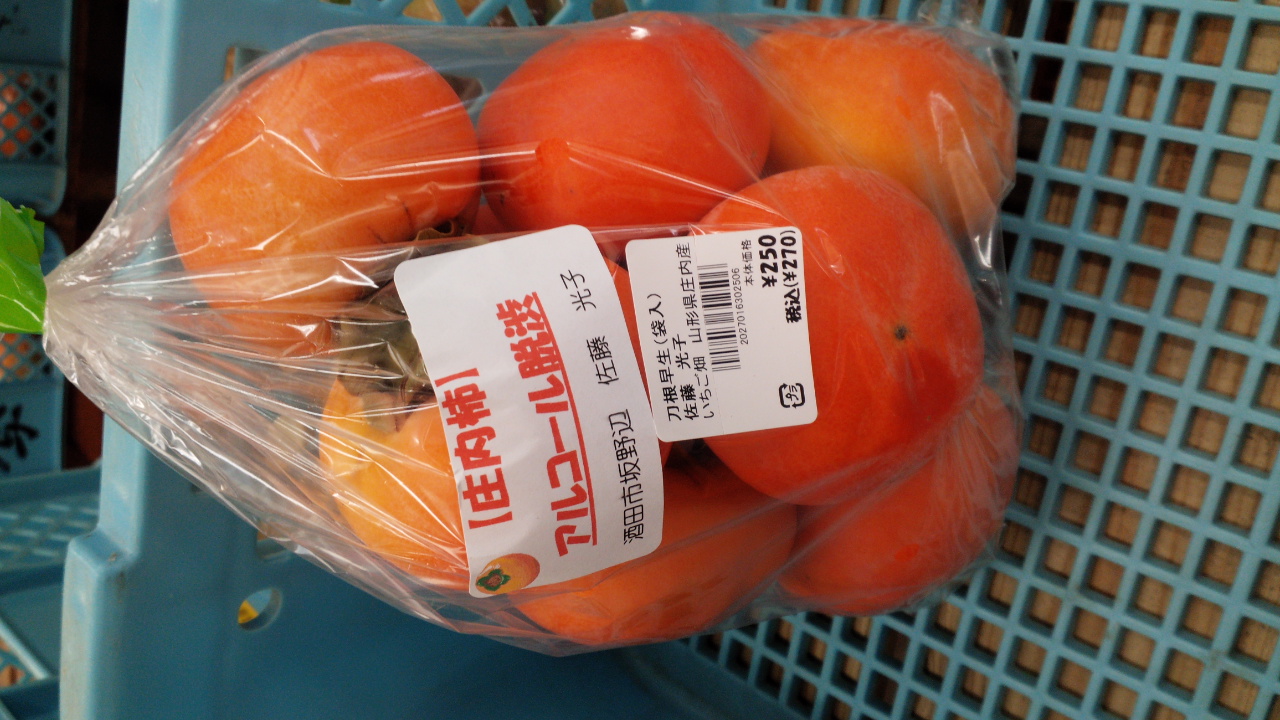 【庄内柿】
アルコール脱渋
酒田市坂野辺 佐藤 光子
刀根早生(袋入)
佐藤 光子
いちご畑 山形県庄内産
2027016302506
本体価格
¥250
税込(¥270)
プラ